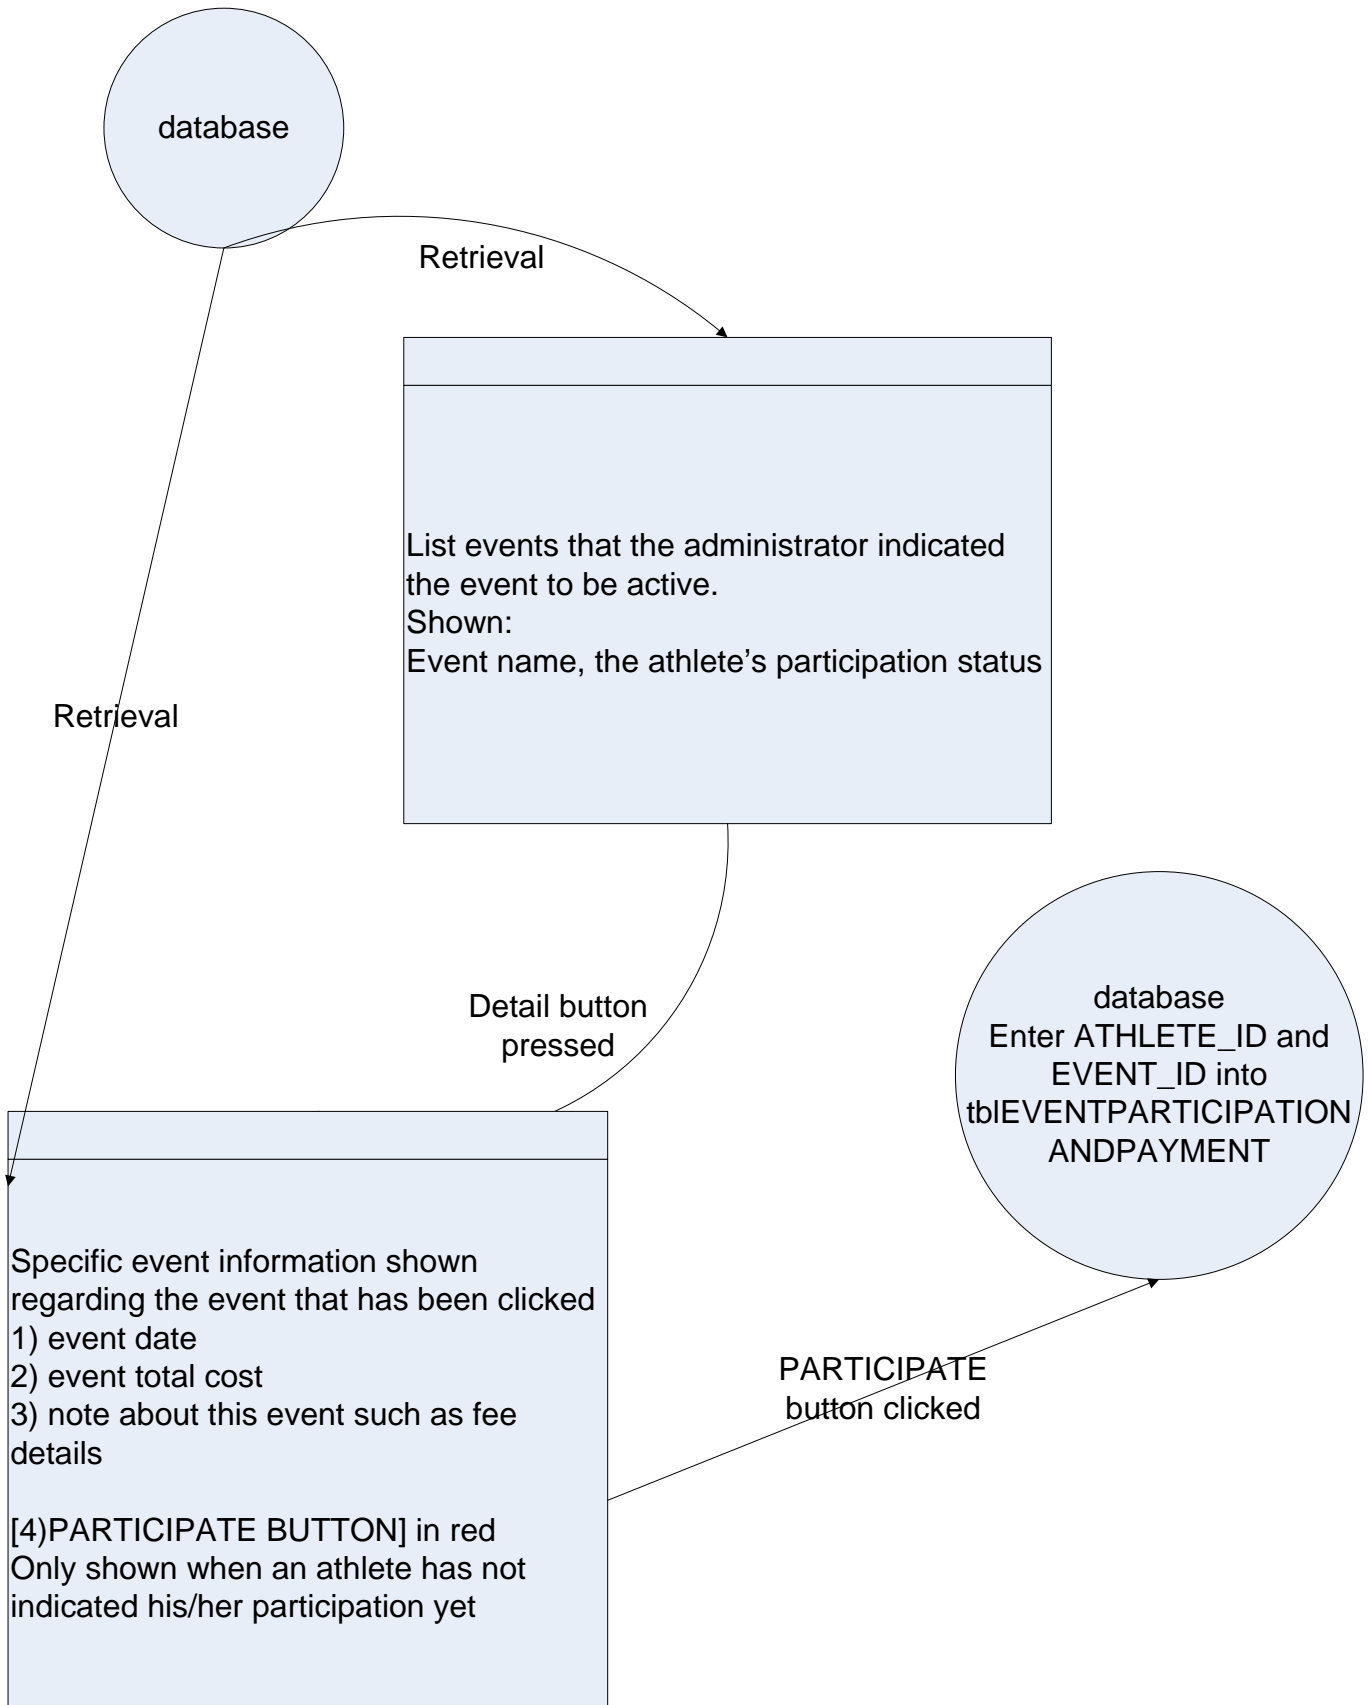 database
Retrieval
List events that the administrator indicated
the event to be active.
Shown:
Event name, the athlete’s participation status
Retrieval
Detail button
pressed
database
Enter ATHLETE_ID and
EVENT_ID into
tblEVENTPARTICIPATION
ANDPAYMENT
Specific event information shown
regarding the event that has been clicked
1) event date
2) event total cost
3) note about this event such as fee
details
[4)PARTICIPATE BUTTON] in red
Only shown when an athlete has not
indicated his/her participation yet
PARTICIPATE
button clicked